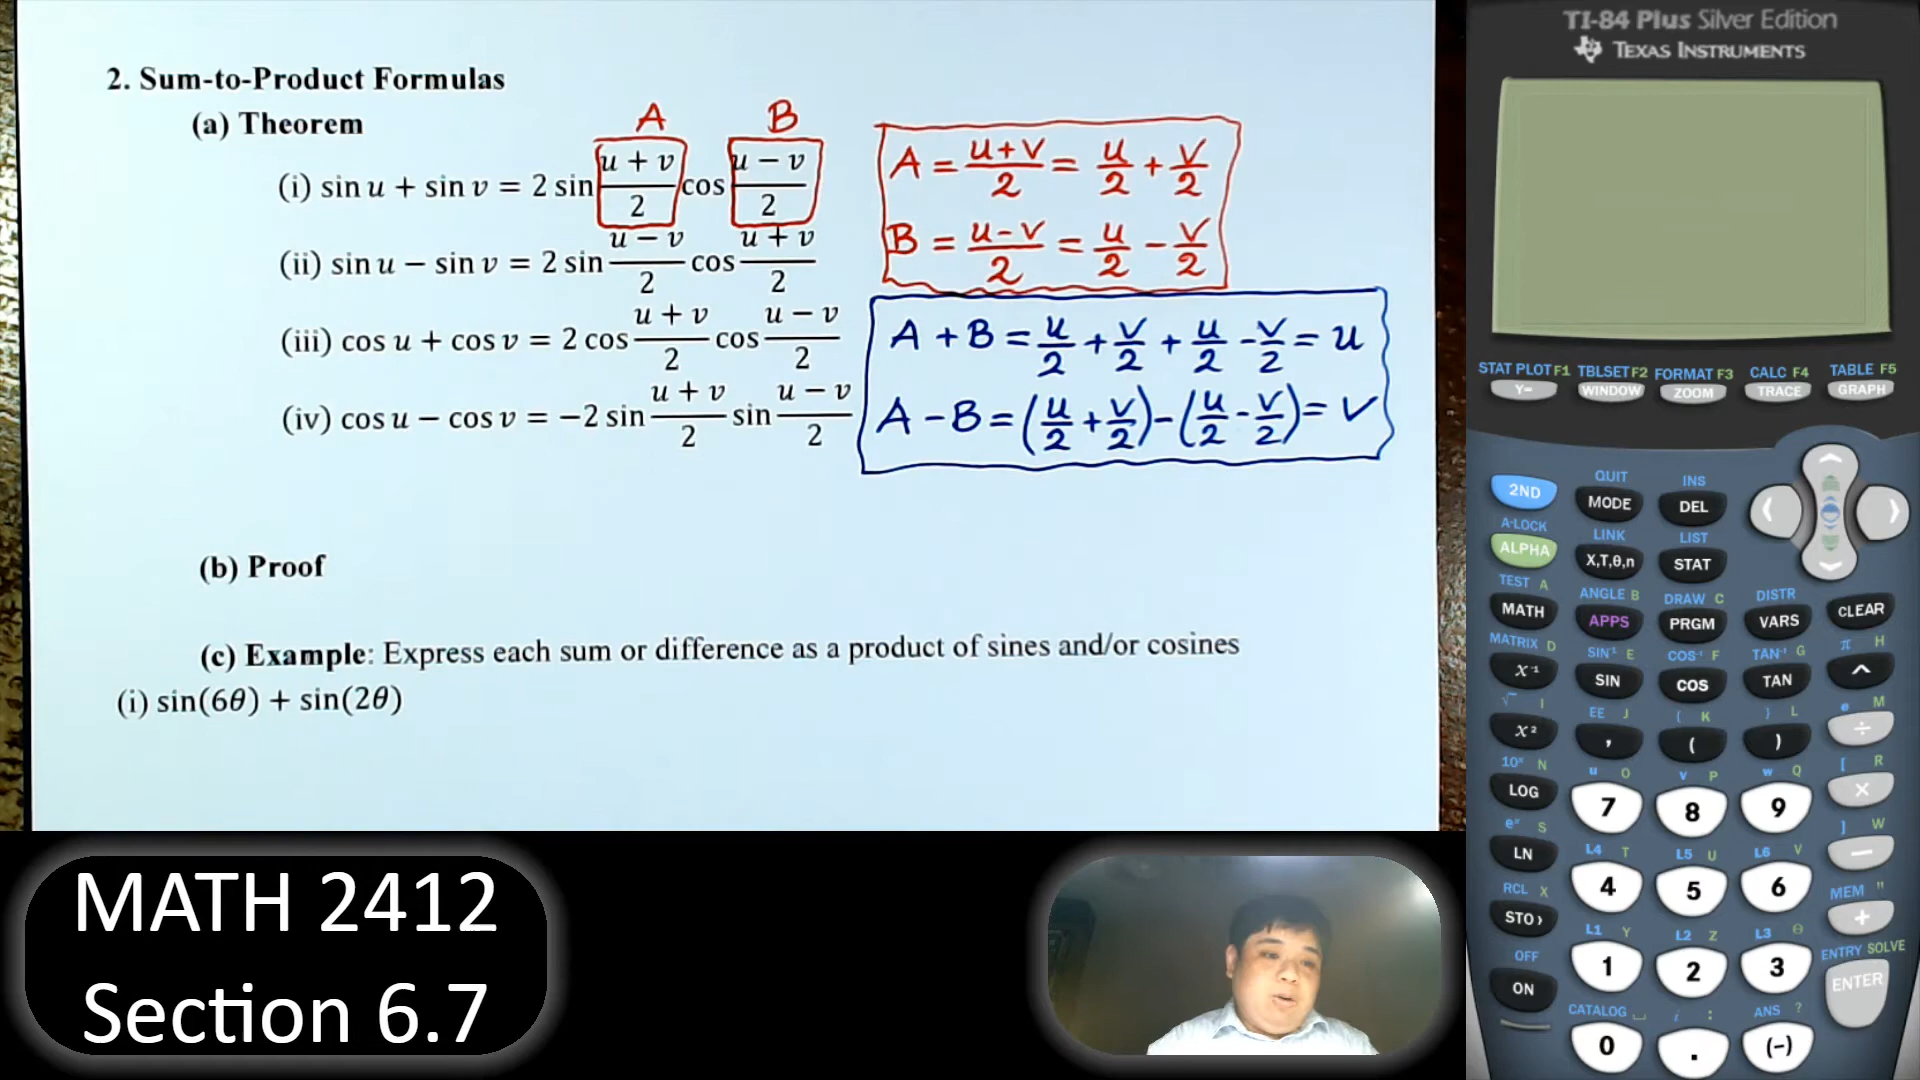 2. Sum-to-Product Formulas
(a) Theorem
A B
(i) sin u + sin v = 2 sin (u + v)/2 cos (u − v)/2
(ii) sin u − sin v = 2 sin (u − v)/2 cos (u + v)/2
(iii) cos u + cos v = 2 cos (u + v)/2 cos (u − v)/2
(iv) cos u − cos v = −2 sin (u + v)/2 sin (u − v)/2
A = (u+v)/2 = u/2 + v/2
B = (u-v)/2 = u/2 - v/2
A + B = u/2 + v/2 + u/2 - v/2 = u
A - B = (u/2 + v/2) - (u/2 - v/2) = v
(b) Proof
(c) Example: Express each sum or difference as a product of sines and/or cosines
(i) sin(6θ) + sin(2θ)
MATH 2412
Section 6.7
TI-84 Plus Silver Edition
TEXAS INSTRUMENTS
STAT PLOT F1 TBLSET F2 FORMAT F3 CALC F4 TABLE F5
Y= WINDOW ZOOM TRACE GRAPH
QUIT INS
2ND MODE DEL
A-LOCK LINK LIST
ALPHA X,T,θ,n STAT
TEST A ANGLE B DRAW C DISTR
MATH APPS PRGM VARS CLEAR
MATRIX D SIN⁻¹ E COS⁻¹ F TAN⁻¹ G π H
x⁻¹ SIN COS TAN ^
√ I EE J { K } L e M
x² , ( ) ÷
10ˣ N u O v P w Q [ R
LOG 7 8 9 ×
eˣ S L4 T L5 U L6 V ] W
LN 4 5 6 −
RCL X L1 Y L2 Z L3 Θ MEM "
STO› 1 2 3 +
OFF CATALOG ␣ i : ANS ? ENTRY SOLVE
ON 0 . (-) ENTER